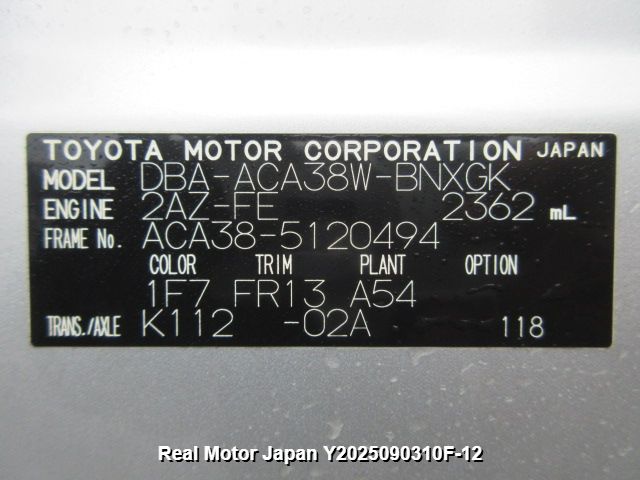 TOYOTA MOTOR CORPORATION JAPAN
MODEL DBA-ACA38W-BNXGK
ENGINE 2AZ-FE 2362 mL
FRAME No. ACA38-5120494
COLOR TRIM PLANT OPTION
1F7 FR13 A54
TRANS./AXLE K112 -02A 118
Real Motor Japan Y2025090310F-12